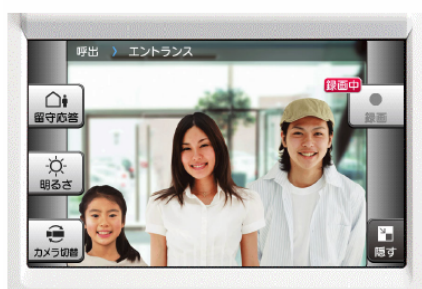 呼出 〉 エントランス
録画中
留守応答
録画
明るさ
カメラ切替
隠す